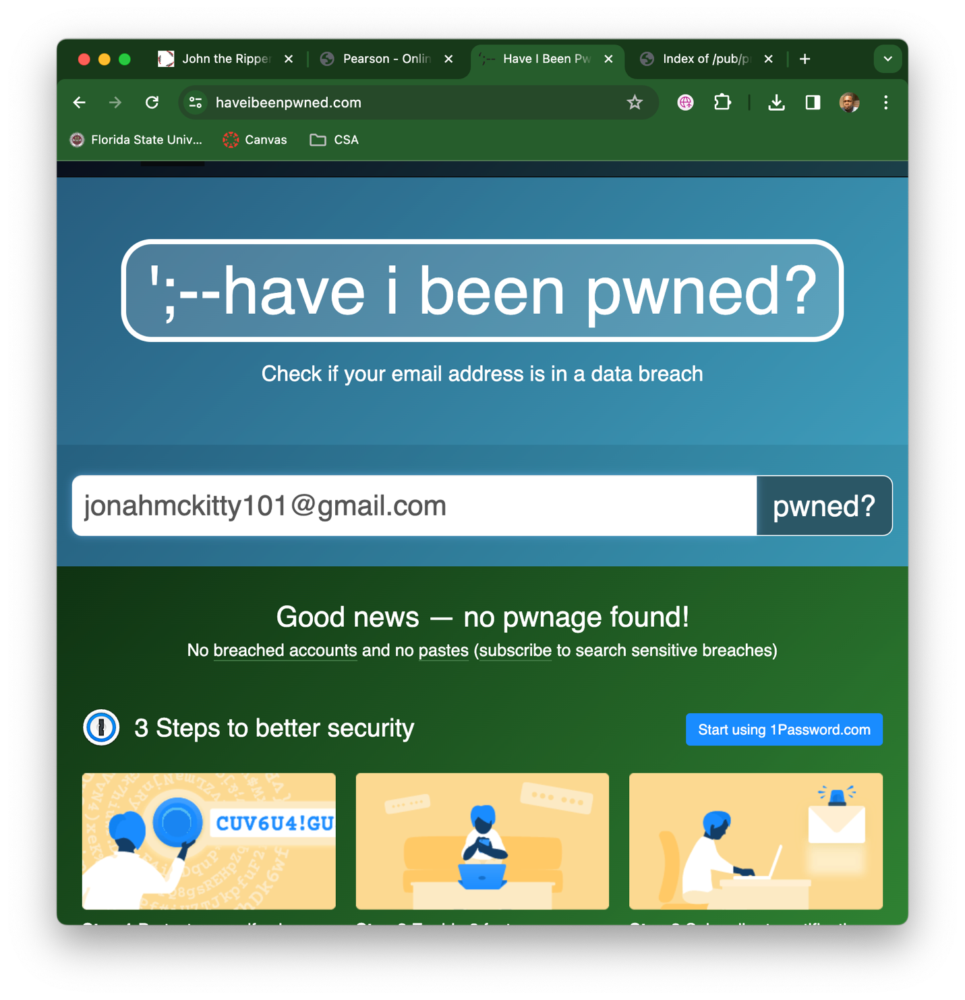 John the Ripper
Pearson - Onlin
';-- Have I Been Pw
Index of /pub/p
haveibeenpwned.com
Florida State Univ...
Canvas
CSA
';--have i been pwned?
Check if your email address is in a data breach
jonahmckitty101@gmail.com
pwned?
Good news — no pwnage found!
No breached accounts and no pastes (subscribe to search sensitive breaches)
3 Steps to better security
Start using 1Password.com
CUV6U4!GU